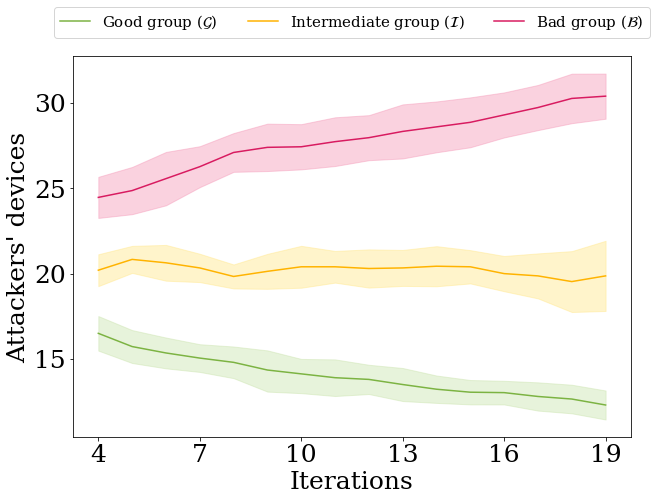 Good group (𝒢) Intermediate group (ℐ) Bad group (ℬ)
30
25
20
15
Attackers' devices
4 7 10 13 16 19
Iterations